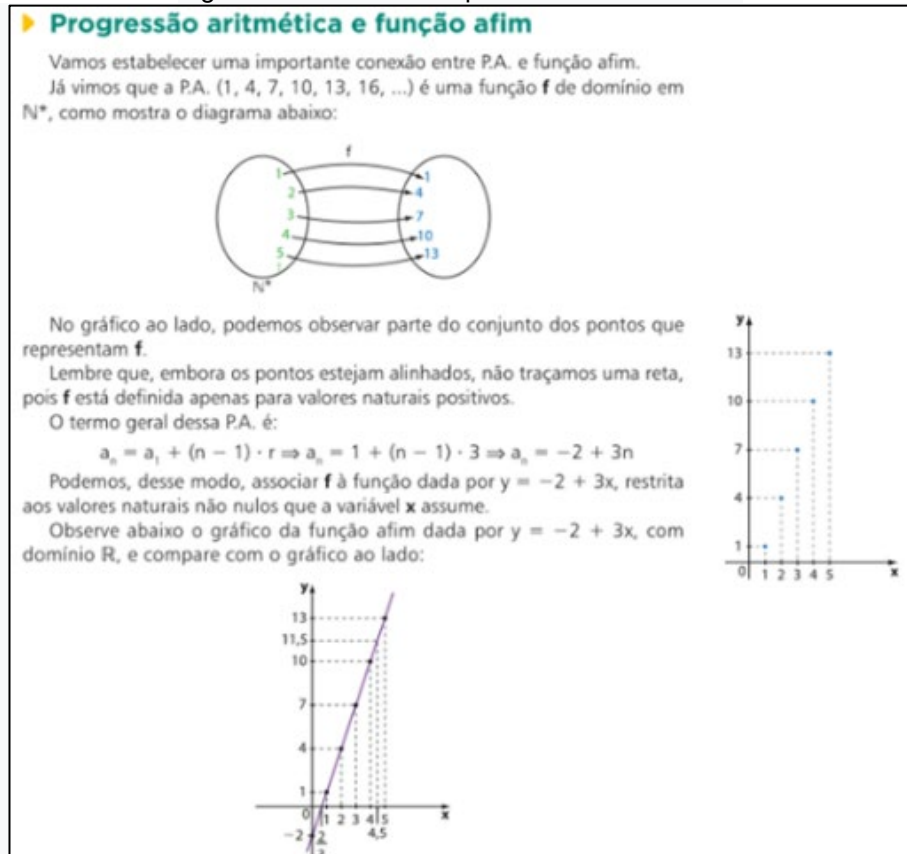 Progressão aritmética e função afim
Vamos estabelecer uma importante conexão entre P.A. e função afim.
Já vimos que a P.A. (1, 4, 7, 10, 13, 16, ...) é uma função f de domínio em
ℕ*, como mostra o diagrama abaixo:
f
1
2
3
4
5
1
4
7
10
13
ℕ*
No gráfico ao lado, podemos observar parte do conjunto dos pontos que
representam f.
Lembre que, embora os pontos estejam alinhados, não traçamos uma reta,
pois f está definida apenas para valores naturais positivos.
O termo geral dessa P.A. é:
aₙ = a₁ + (n − 1) · r ⇒ aₙ = 1 + (n − 1) · 3 ⇒ aₙ = −2 + 3n
Podemos, desse modo, associar f à função dada por y = −2 + 3x, restrita
aos valores naturais não nulos que a variável x assume.
Observe abaixo o gráfico da função afim dada por y = −2 + 3x, com
domínio ℝ, e compare com o gráfico ao lado:
y
13
10
7
4
1
0 1 2 3 4 5 x
y
13
11,5
10
7
4
1
0 1 2 3 4 5 x
−2 2 4,5